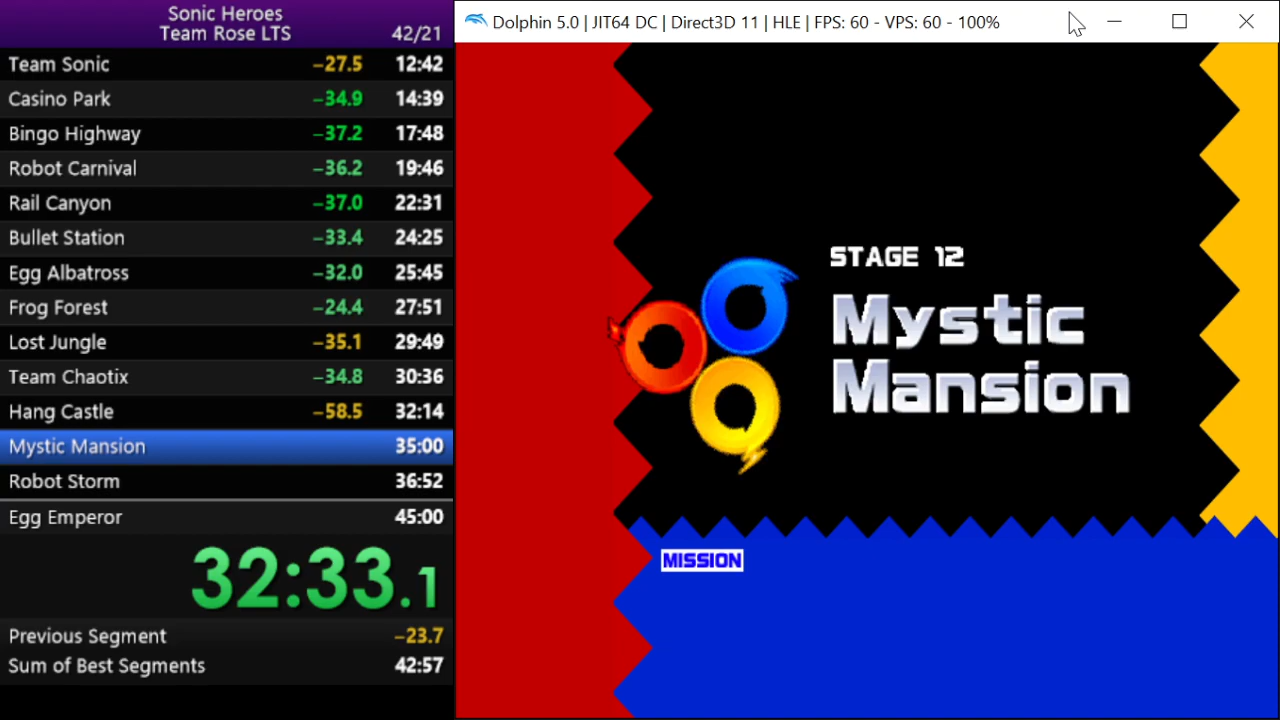 Sonic Heroes
Team Rose LTS 42/21
Team Sonic −27.5 12:42
Casino Park −34.9 14:39
Bingo Highway −37.2 17:48
Robot Carnival −36.2 19:46
Rail Canyon −37.0 22:31
Bullet Station −33.4 24:25
Egg Albatross −32.0 25:45
Frog Forest −24.4 27:51
Lost Jungle −35.1 29:49
Team Chaotix −34.8 30:36
Hang Castle −58.5 32:14
Mystic Mansion 35:00
Robot Storm 36:52
Egg Emperor 45:00
32:33.1
Previous Segment −23.7
Sum of Best Segments 42:57
Dolphin 5.0 | JIT64 DC | Direct3D 11 | HLE | FPS: 60 - VPS: 60 - 100%
STAGE 12
Mystic
Mansion
MISSION